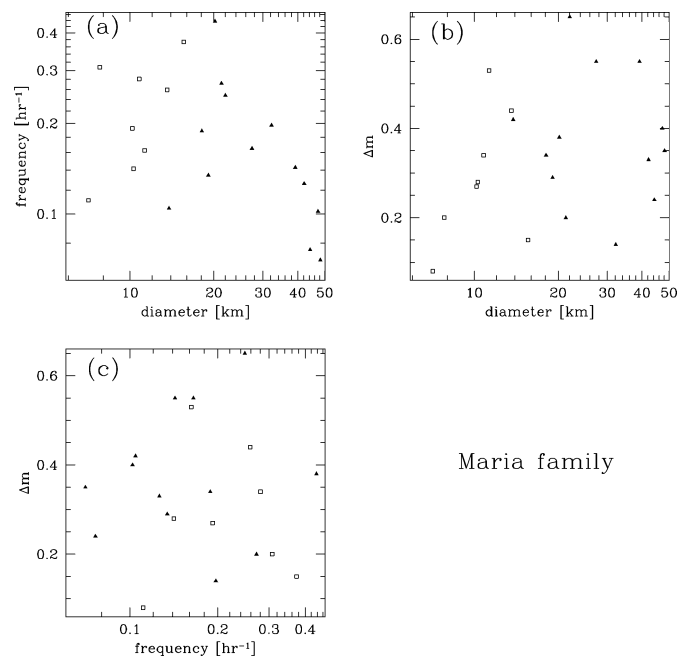 (a)
0.4
0.3
0.2
0.1
frequency [hr⁻¹]
10 20 30 40 50
diameter [km]
(b)
0.6
0.4
0.2
Δm
10 20 30 40 50
diameter [km]
(c)
0.6
0.4
0.2
Δm
0.1 0.2 0.3 0.4
frequency [hr⁻¹]
Maria family